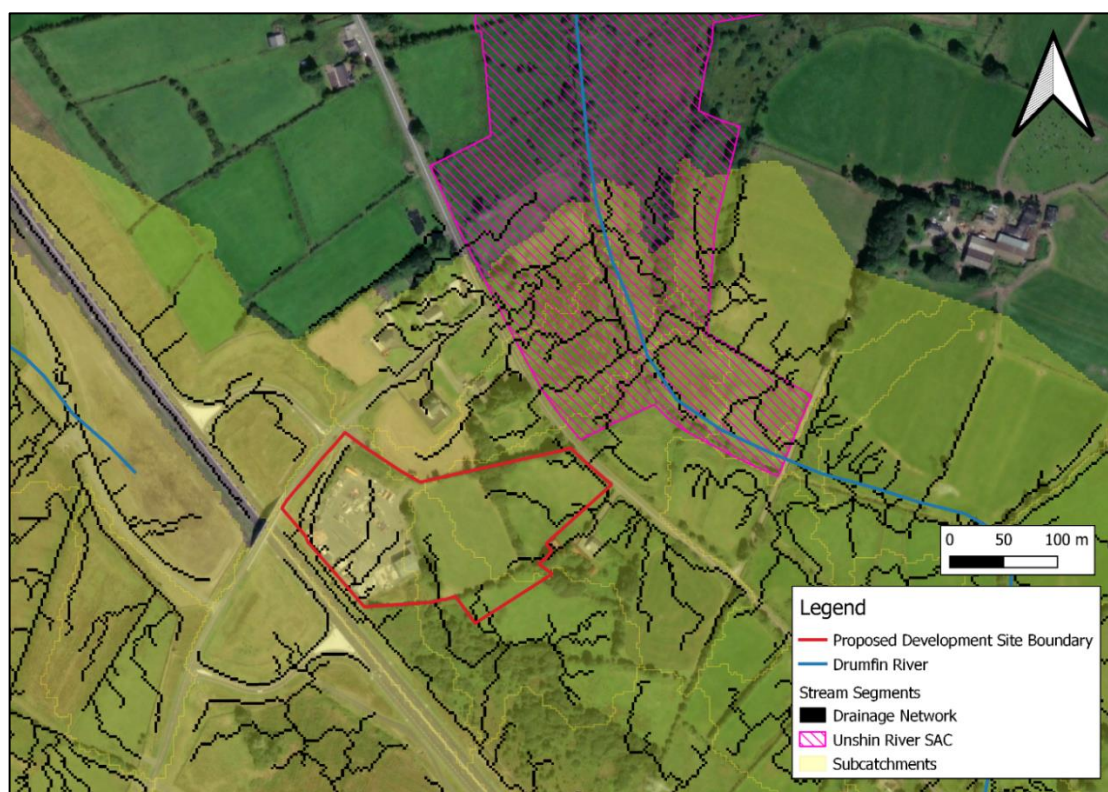 0 50 100 m
Legend
Proposed Development Site Boundary
Drumfin River
Stream Segments
Drainage Network
Unshin River SAC
Subcatchments